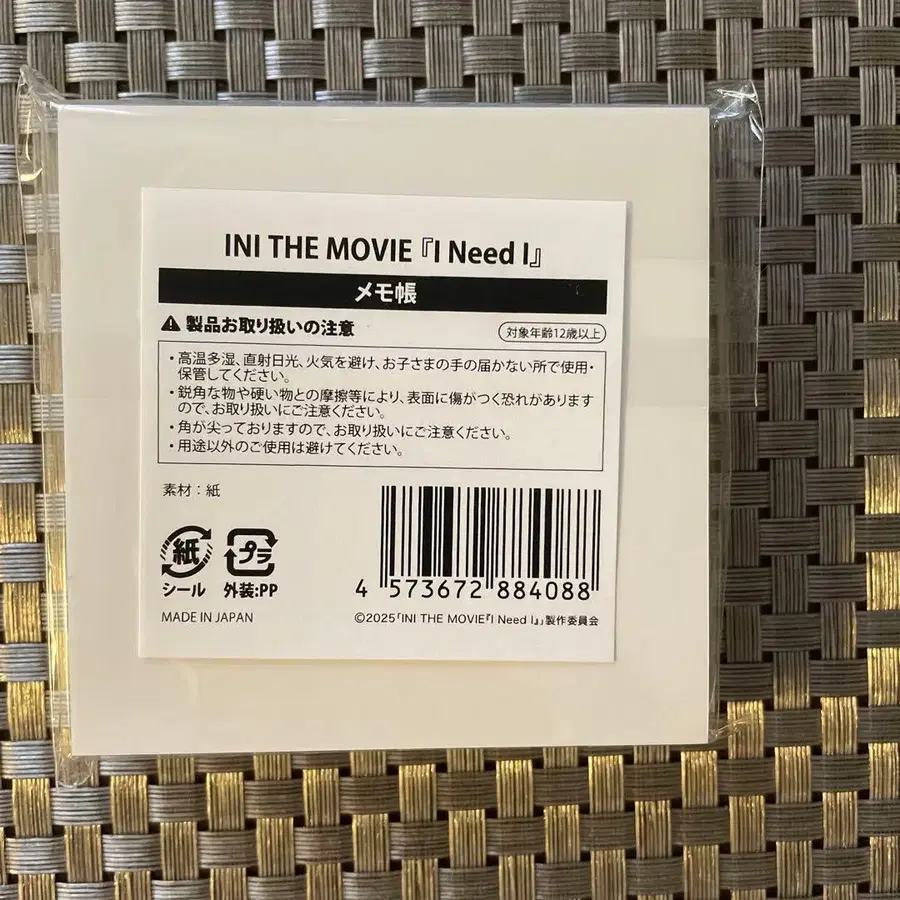 INI THE MOVIE『I Need I』
メモ帳
製品お取り扱いの注意
対象年齢12歳以上
・高温多湿、直射日光、火気を避け、お子さまの手の届かない所で使用・
保管してください。
・鋭角な物や硬い物との摩擦等により、表面に傷がつく恐れがあります
ので、お取り扱いにご注意ください。
・角が尖っておりますので、お取り扱いにご注意ください。
・用途以外のご使用は避けてください。
素材：紙
紙
プラ
シール
外装:PP
4 573672 884088
MADE IN JAPAN
©2025「INI THE MOVIE『I Need I』」製作委員会